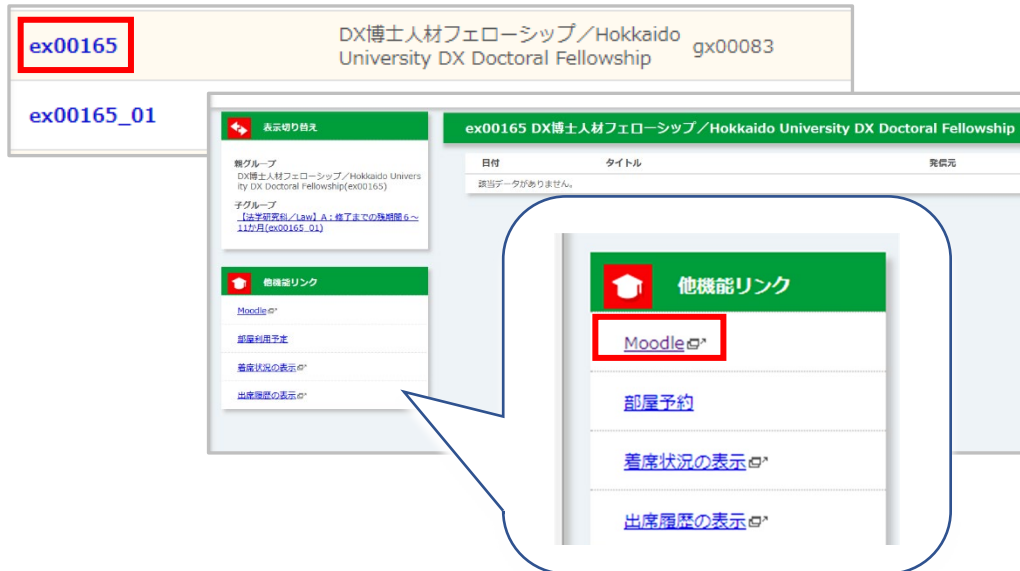 ex00165
DX博士人材フェローシップ／Hokkaido
University DX Doctoral Fellowship
gx00083
ex00165_01
表示切り替え
親グループ
DX博士人材フェローシップ／Hokkaido Univers
ity DX Doctoral Fellowship(ex00165)
子グループ
【法学研究科／Law】A：修了までの残期間６～
11か月(ex00165_01)
ex00165 DX博士人材フェローシップ／Hokkaido University DX Doctoral Fellowship
日付 タイトル 発信元
該当データがありません。
他機能リンク
Moodle
部屋利用予定
着席状況の表示
出席履歴の表示
他機能リンク
Moodle
部屋予約
着席状況の表示
出席履歴の表示